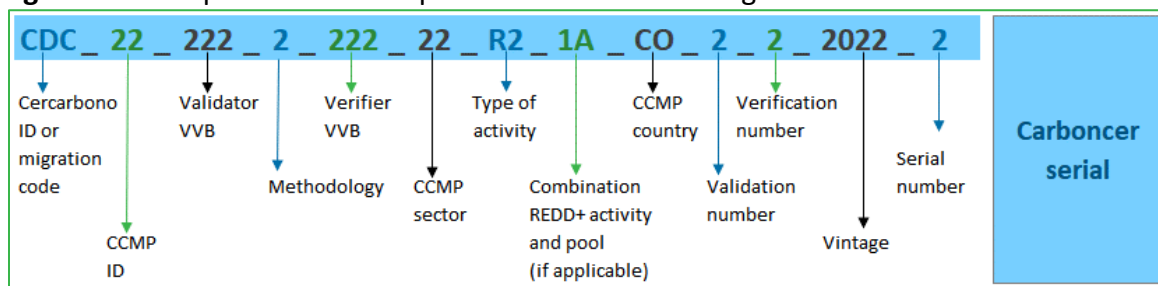 CDC _ 22 _ 222 _ 2 _ 222 _ 22 _ R2 _ 1A _ CO _ 2 _ 2 _ 2022 _ 2
Cercarbono
ID or
migration
code
CCMP
ID
Validator
VVB
Methodology
Verifier
VVB
CCMP
sector
Type of
activity
Combination
REDD+ activity
and pool
(if applicable)
CCMP
country
Validation
number
Verification
number
Vintage
Serial
number
Carboncer
serial